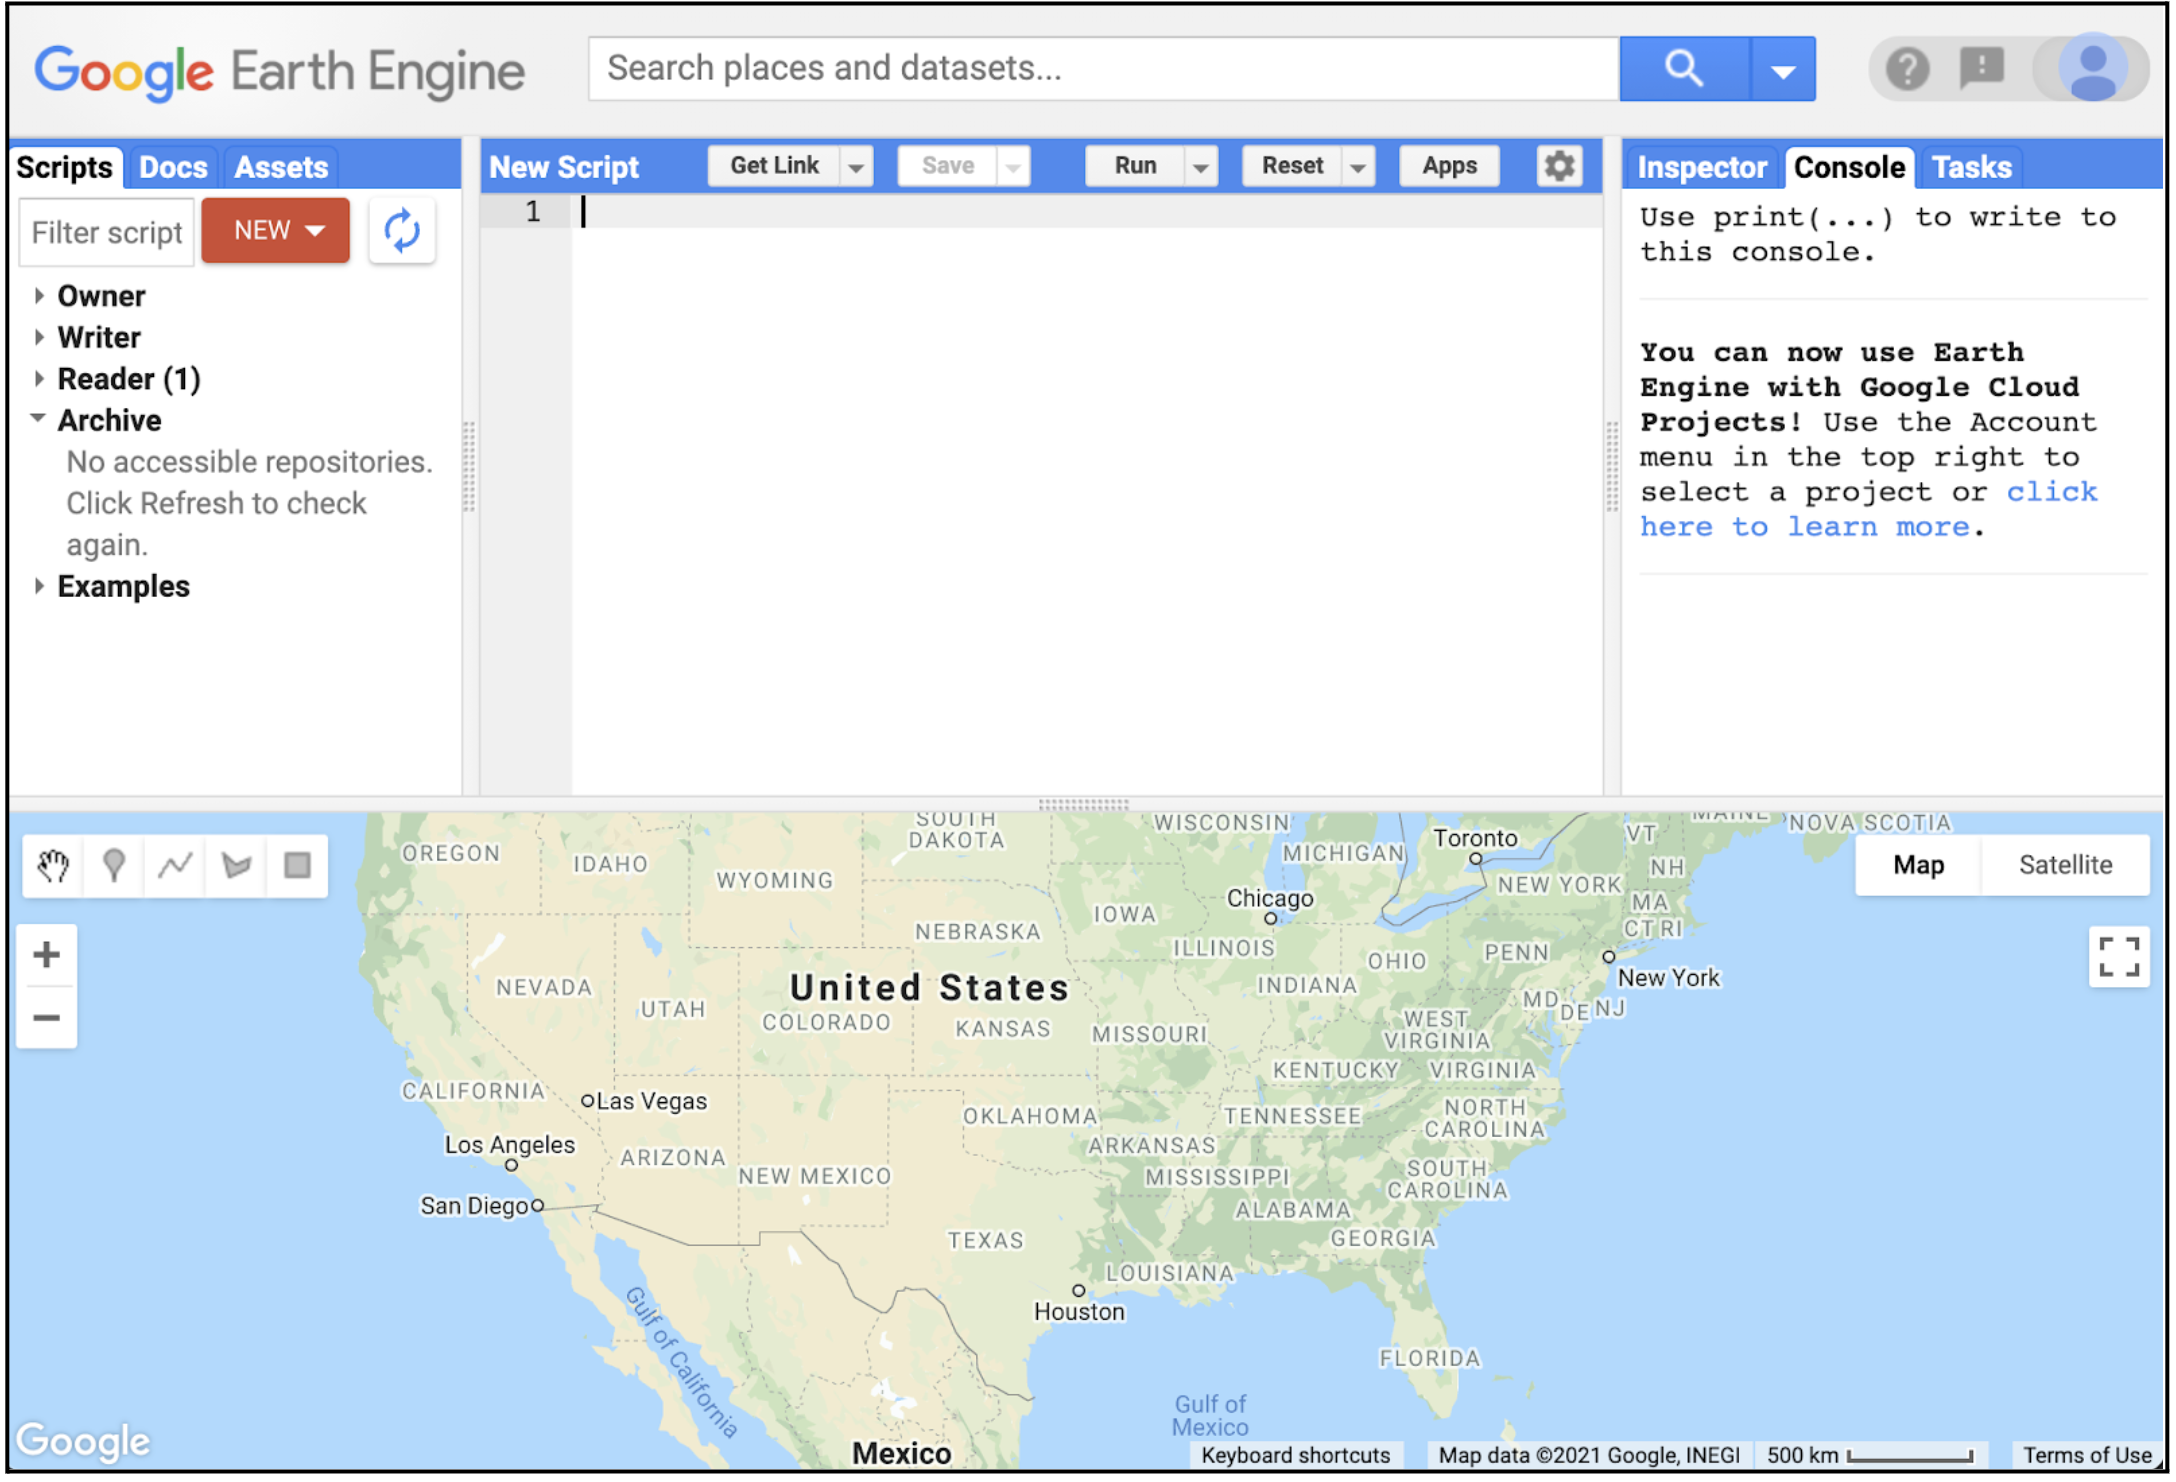 Google Earth Engine
Search places and datasets...
Scripts Docs Assets
New Script
Get Link
Save
Run
Reset
Apps
Inspector Console Tasks
Filter script
NEW
Owner
Writer
Reader (1)
Archive
No accessible repositories.
Click Refresh to check
again.
Examples
1
Use print(...) to write to
this console.
You can now use Earth
Engine with Google Cloud
Projects! Use the Account
menu in the top right to
select a project or click
here to learn more.
Map Satellite
OREGON
IDAHO
WYOMING
SOUTH
DAKOTA
WISCONSIN
MICHIGAN
Toronto
VT
MAINE
NOVA SCOTIA
NH
NEW YORK
MA
CT RI
Chicago
IOWA
NEBRASKA
ILLINOIS
INDIANA
OHIO
PENN
New York
NEVADA
UTAH
United States
COLORADO
KANSAS
MISSOURI
MD
DE NJ
WEST
VIRGINIA
KENTUCKY
VIRGINIA
CALIFORNIA
Las Vegas
OKLAHOMA
TENNESSEE
NORTH
CAROLINA
Los Angeles
ARIZONA
NEW MEXICO
ARKANSAS
MISSISSIPPI
SOUTH
CAROLINA
San Diego
ALABAMA
GEORGIA
TEXAS
LOUISIANA
Houston
Gulf of California
FLORIDA
Gulf of
Mexico
Mexico
Google
Keyboard shortcuts
Map data ©2021 Google, INEGI
500 km
Terms of Use